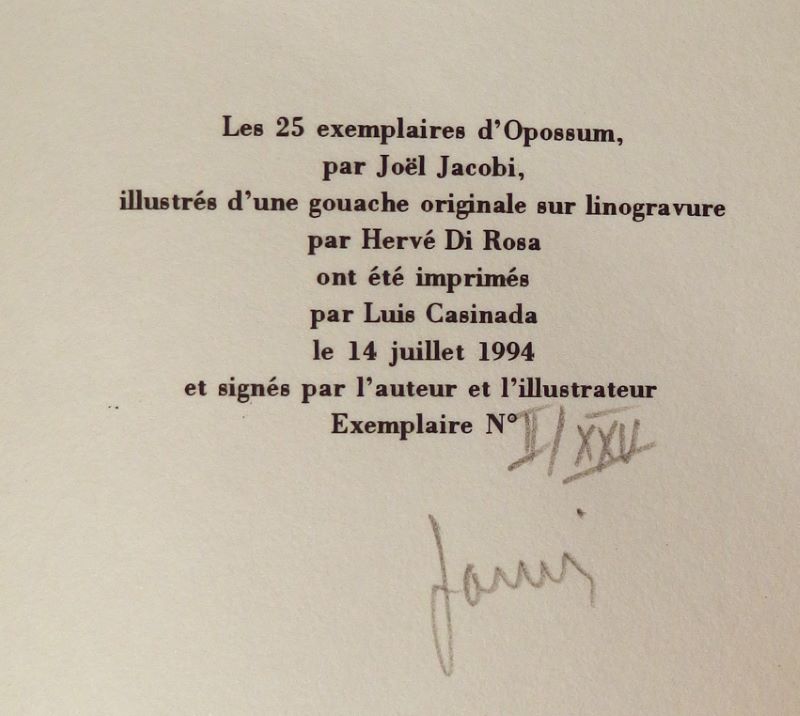 Les 25 exemplaires d'Opossum,
par Joël Jacobi,
illustrés d'une gouache originale sur linogravure
par Hervé Di Rosa
ont été imprimés
par Luis Casinada
le 14 juillet 1994
et signés par l'auteur et l'illustrateur
Exemplaire N° II/XXV